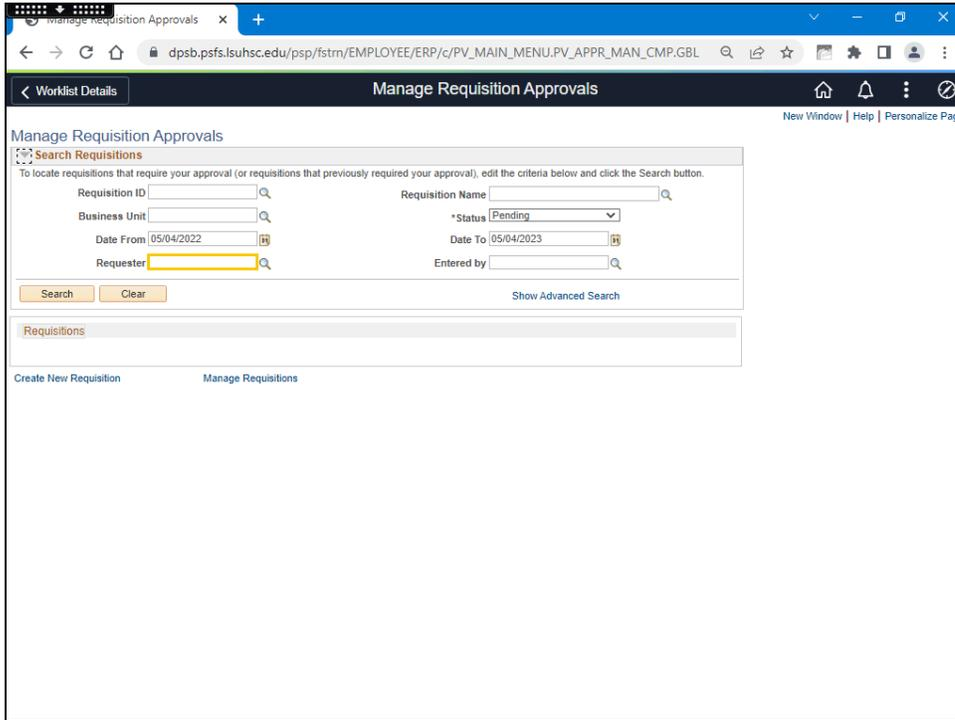 Manage Requisition Approvals
dpsb.psfs.lsuhsc.edu/psp/fstrn/EMPLOYEE/ERP/c/PV_MAIN_MENU.PV_APPR_MAN_CMP.GBL
Worklist Details Manage Requisition Approvals
New Window | Help | Personalize Pag
Manage Requisition Approvals
Search Requisitions
To locate requisitions that require your approval (or requisitions that previously required your approval), edit the criteria below and click the Search button.
Requisition ID Requisition Name
Business Unit *Status Pending
Date From 05/04/2022 Date To 05/04/2023
Requester Entered by
Search Clear Show Advanced Search
Requisitions
Create New Requisition Manage Requisitions